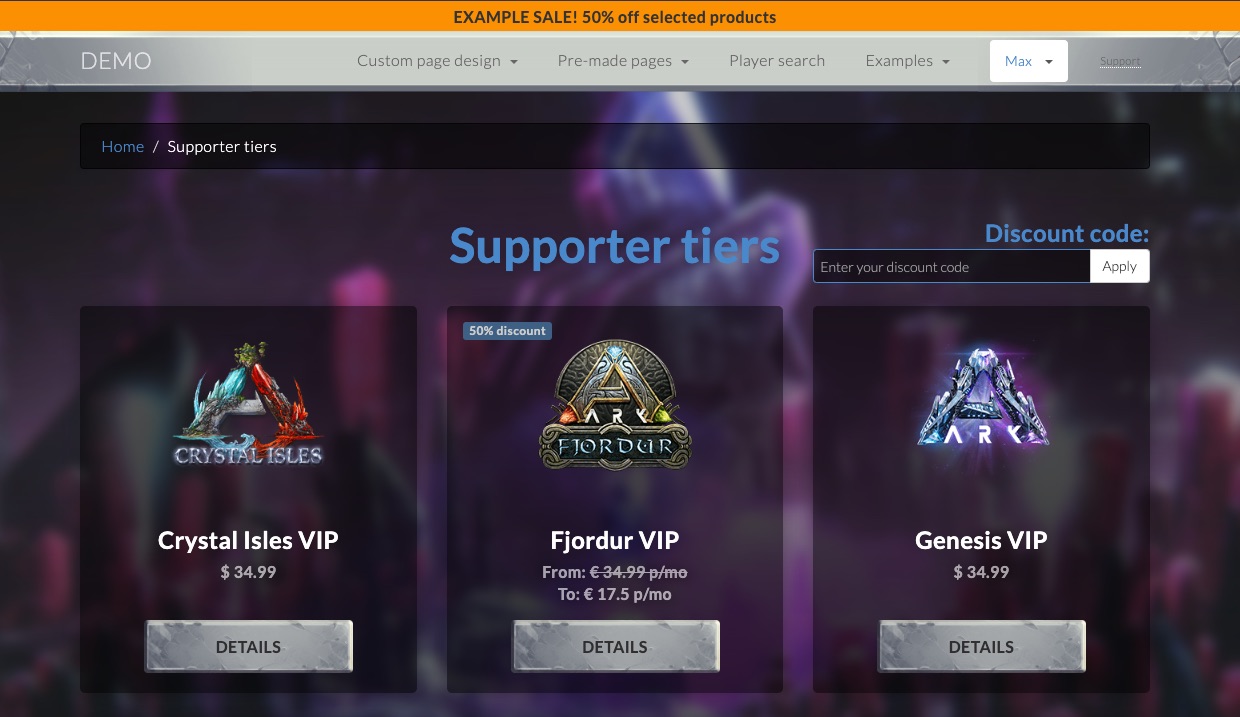 EXAMPLE SALE! 50% off selected products
DEMO
Custom page design
Pre-made pages
Player search
Examples
Max
Support
Home / Supporter tiers
Supporter tiers
Discount code:
Enter your discount code
Apply
CRYSTAL ISLES
Crystal Isles VIP
$ 34.99
DETAILS
50% discount
ARK
FJORDUR
Fjordur VIP
From: € 34.99 p/mo
To: € 17.5 p/mo
DETAILS
ARK
Genesis VIP
$ 34.99
DETAILS